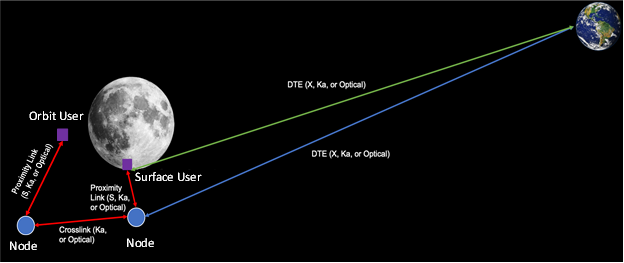 DTE (X, Ka, or Optical)
Orbit User
DTE (X, Ka, or Optical)
Proximity Link
(S, Ka, or Optical)
Surface User
Proximity
Link (S, Ka,
or Optical)
Crosslink (Ka,
or Optical)
Node
Node